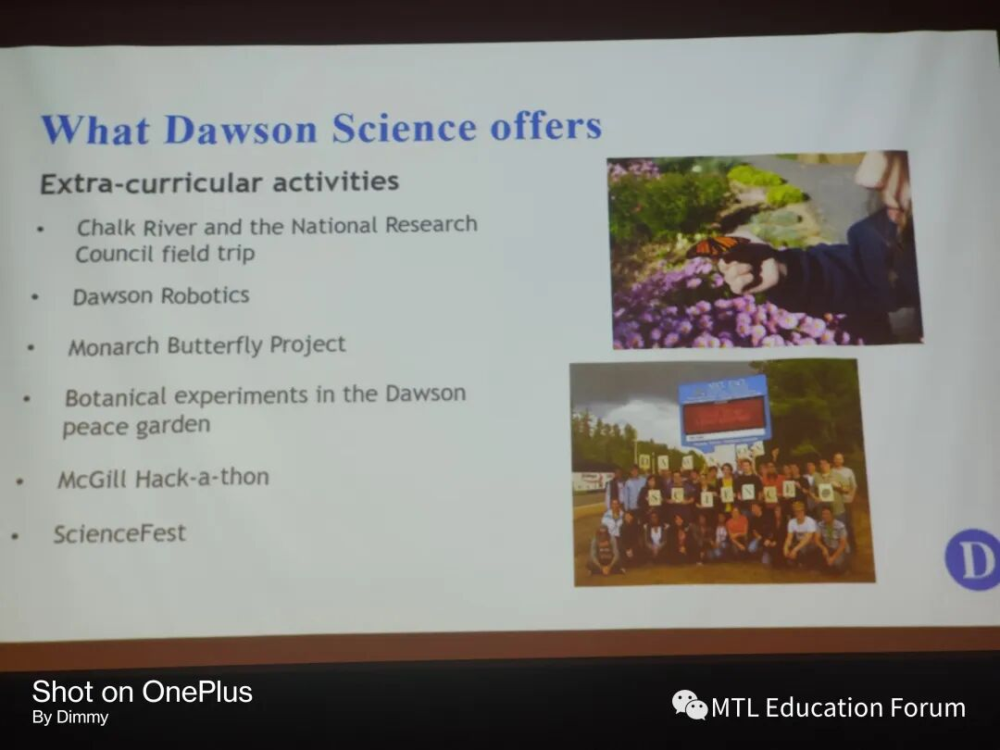 What Dawson Science offers
Extra-curricular activities
• Chalk River and the National Research
Council field trip
• Dawson Robotics
• Monarch Butterfly Project
• Botanical experiments in the Dawson
peace garden
• McGill Hack-a-thon
• ScienceFest
S C I E N C E
D
Shot on OnePlus
By Dimmy
MTL Education Forum